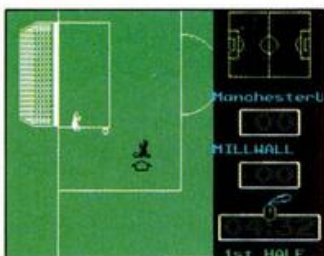 ManchesterU
00
MILLWALL
00
04:32
1st HALF